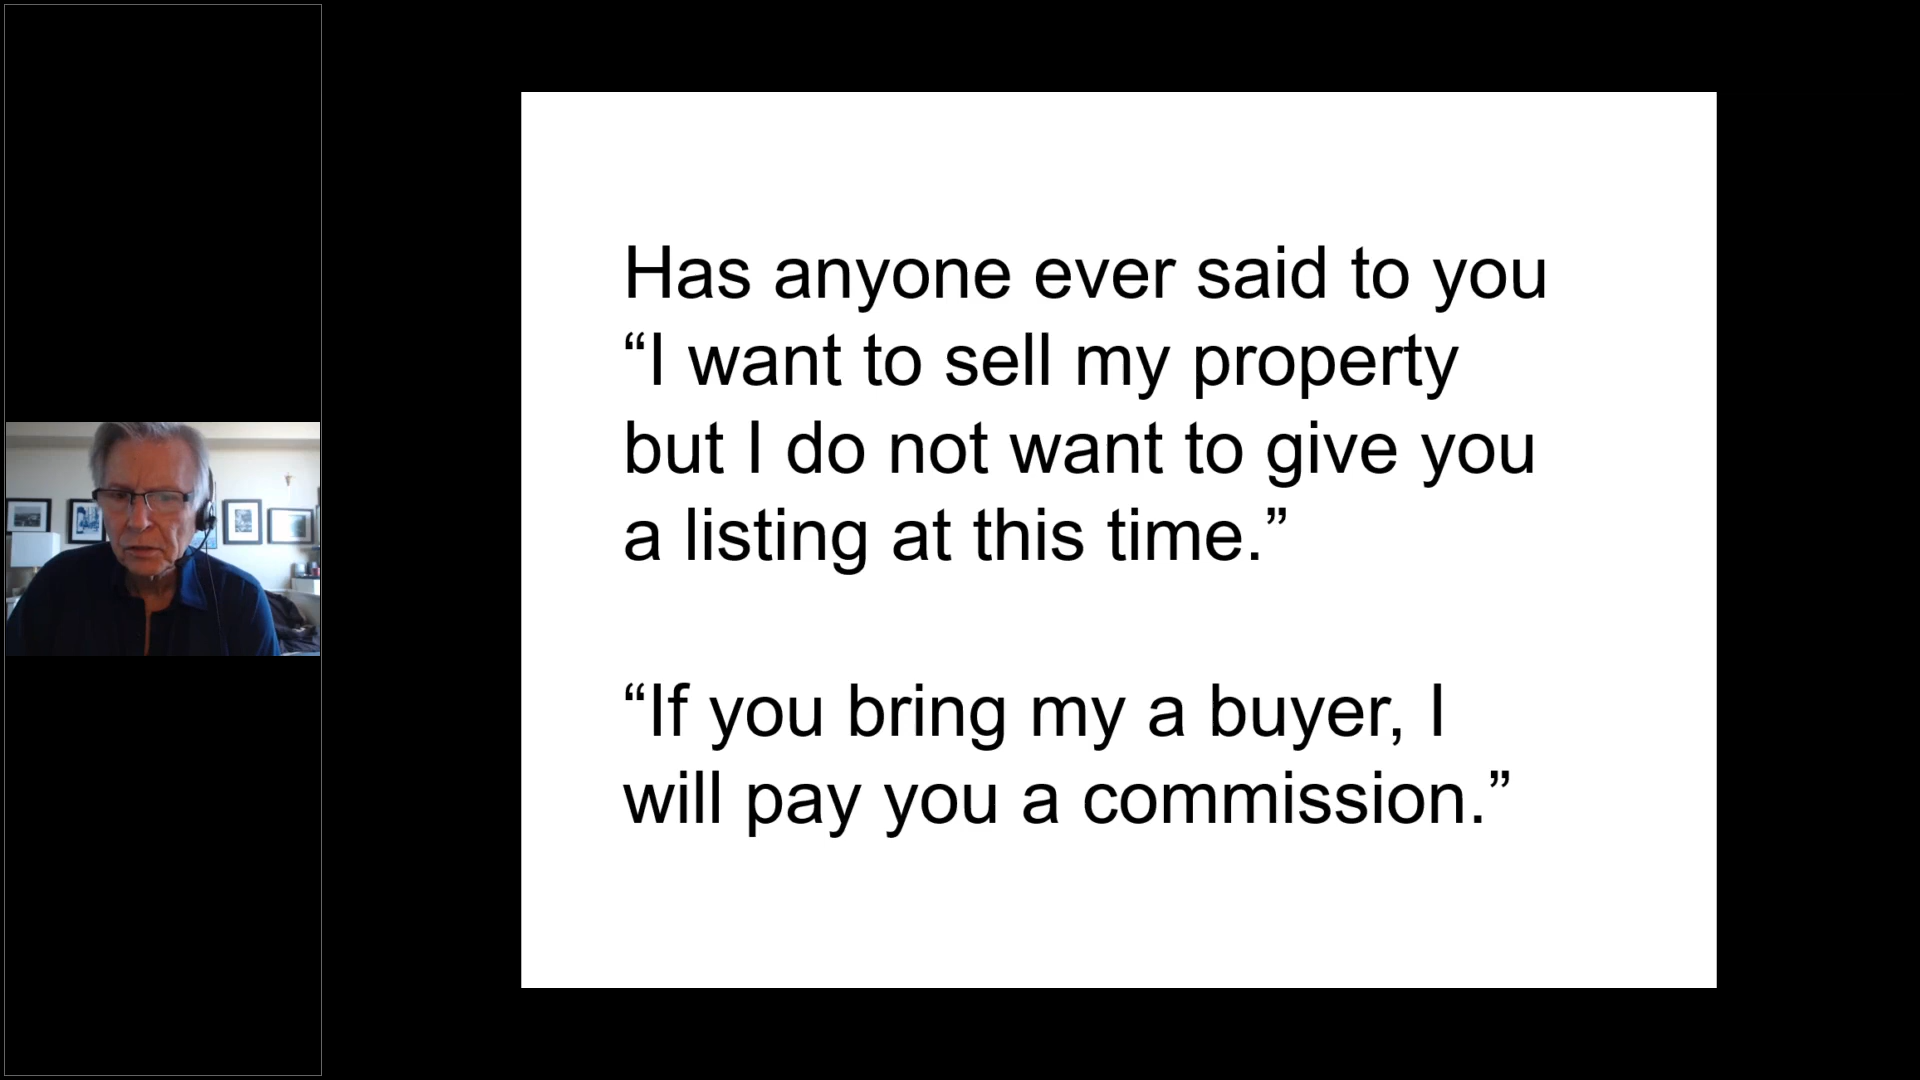 Has anyone ever said to you
“I want to sell my property
but I do not want to give you
a listing at this time.”
“If you bring my a buyer, I
will pay you a commission.”